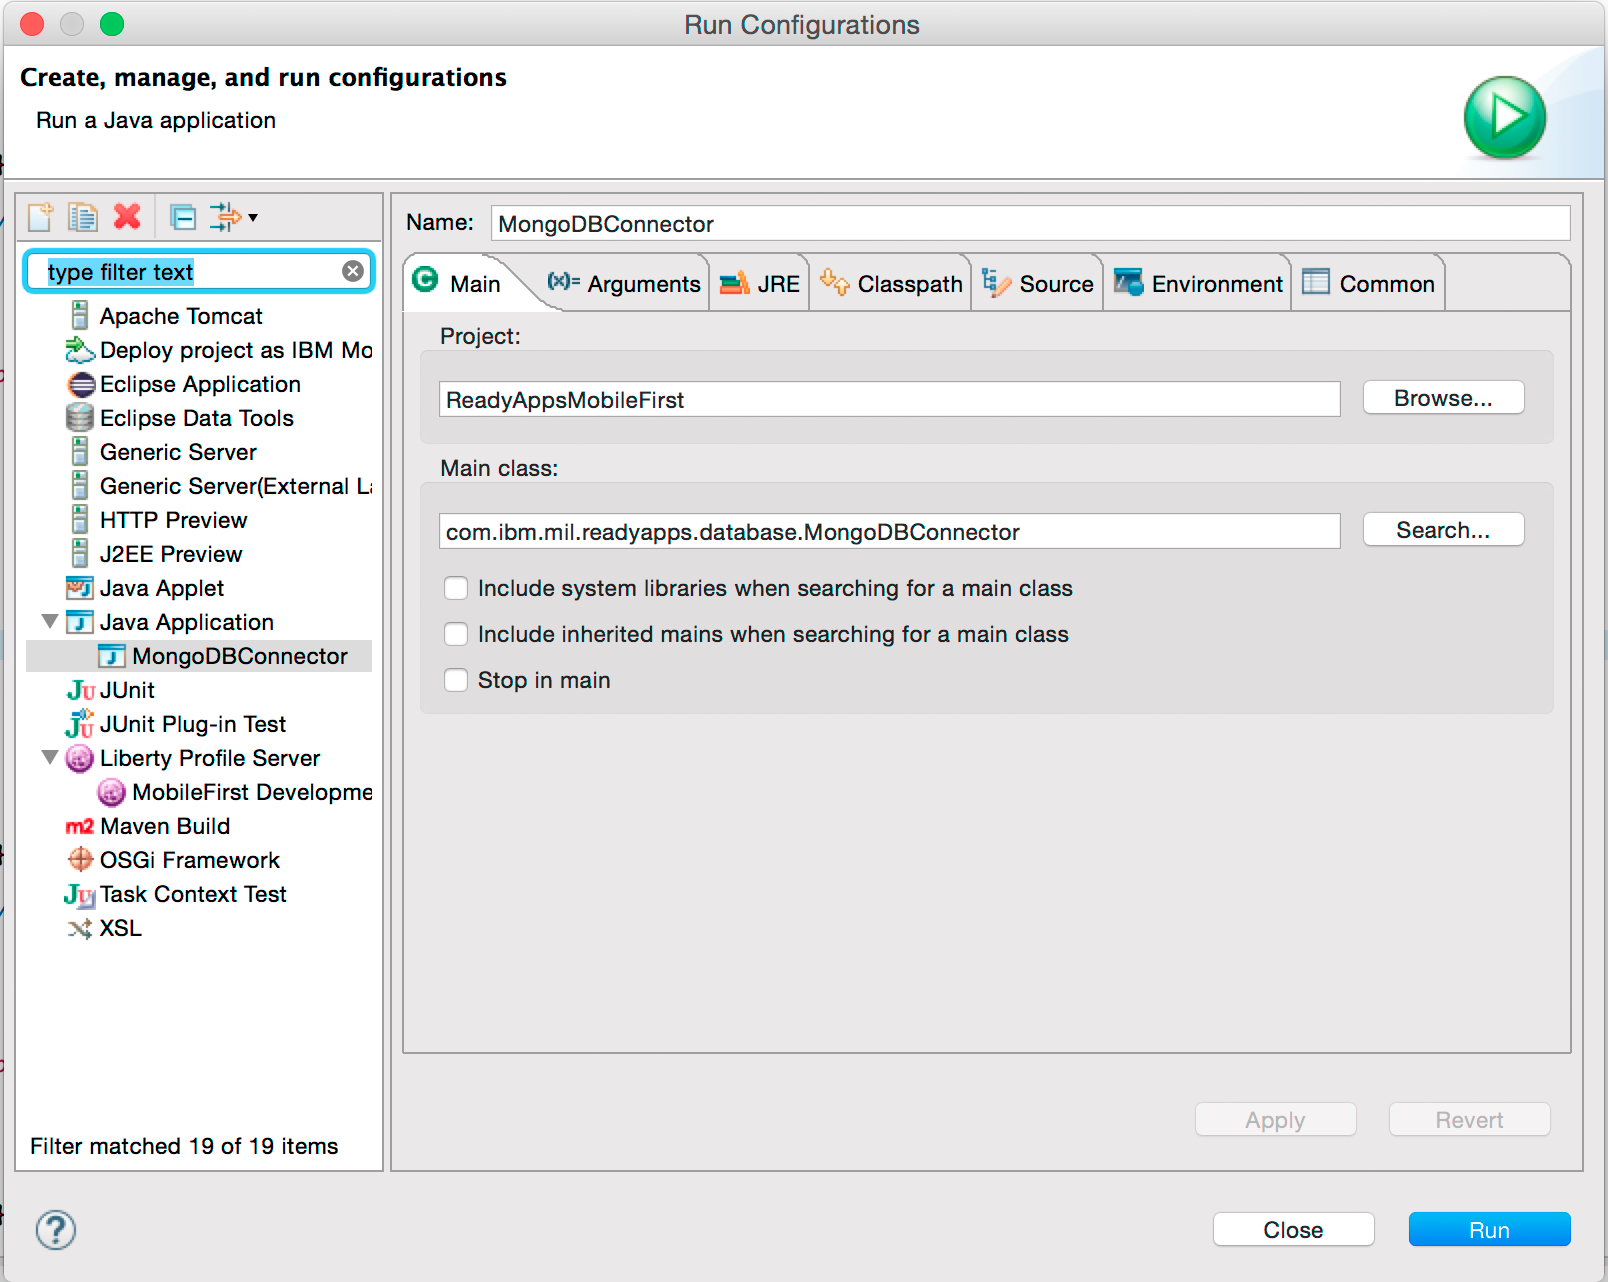 Run Configurations
Create, manage, and run configurations
Run a Java application
type filter text
Apache Tomcat
Deploy project as IBM Mo
Eclipse Application
Eclipse Data Tools
Generic Server
Generic Server(External La
HTTP Preview
J2EE Preview
Java Applet
Java Application
MongoDBConnector
JUnit
JUnit Plug-in Test
Liberty Profile Server
MobileFirst Developme
m2 Maven Build
OSGi Framework
Task Context Test
XSL
Filter matched 19 of 19 items
Name: MongoDBConnector
Main (x)= Arguments JRE Classpath Source Environment Common
Project:
ReadyAppsMobileFirst Browse...
Main class:
com.ibm.mil.readyapps.database.MongoDBConnector Search...
Include system libraries when searching for a main class
Include inherited mains when searching for a main class
Stop in main
Apply Revert
? Close Run